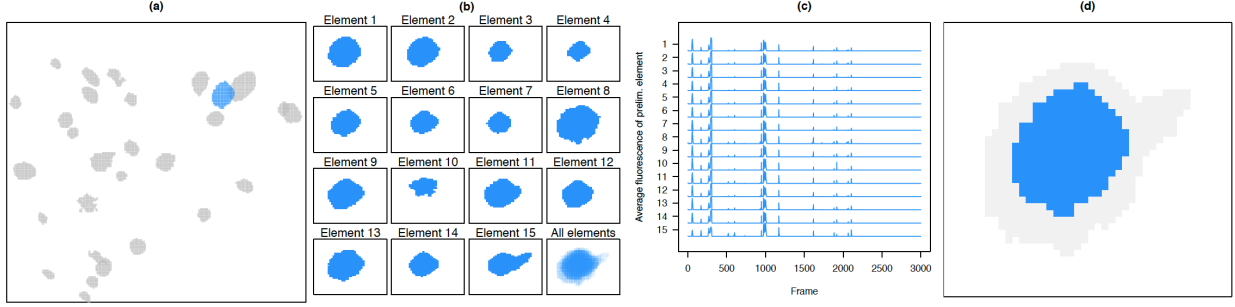 (a)
(b)
(c)
(d)
Element 1 Element 2 Element 3 Element 4
Element 5 Element 6 Element 7 Element 8
Element 9 Element 10 Element 11 Element 12
Element 13 Element 14 Element 15 All elements
Average fluorescence of prelim. element
1
2
3
4
5
6
7
8
9
10
11
12
13
14
15
0 500 1000 1500 2000 2500 3000
Frame